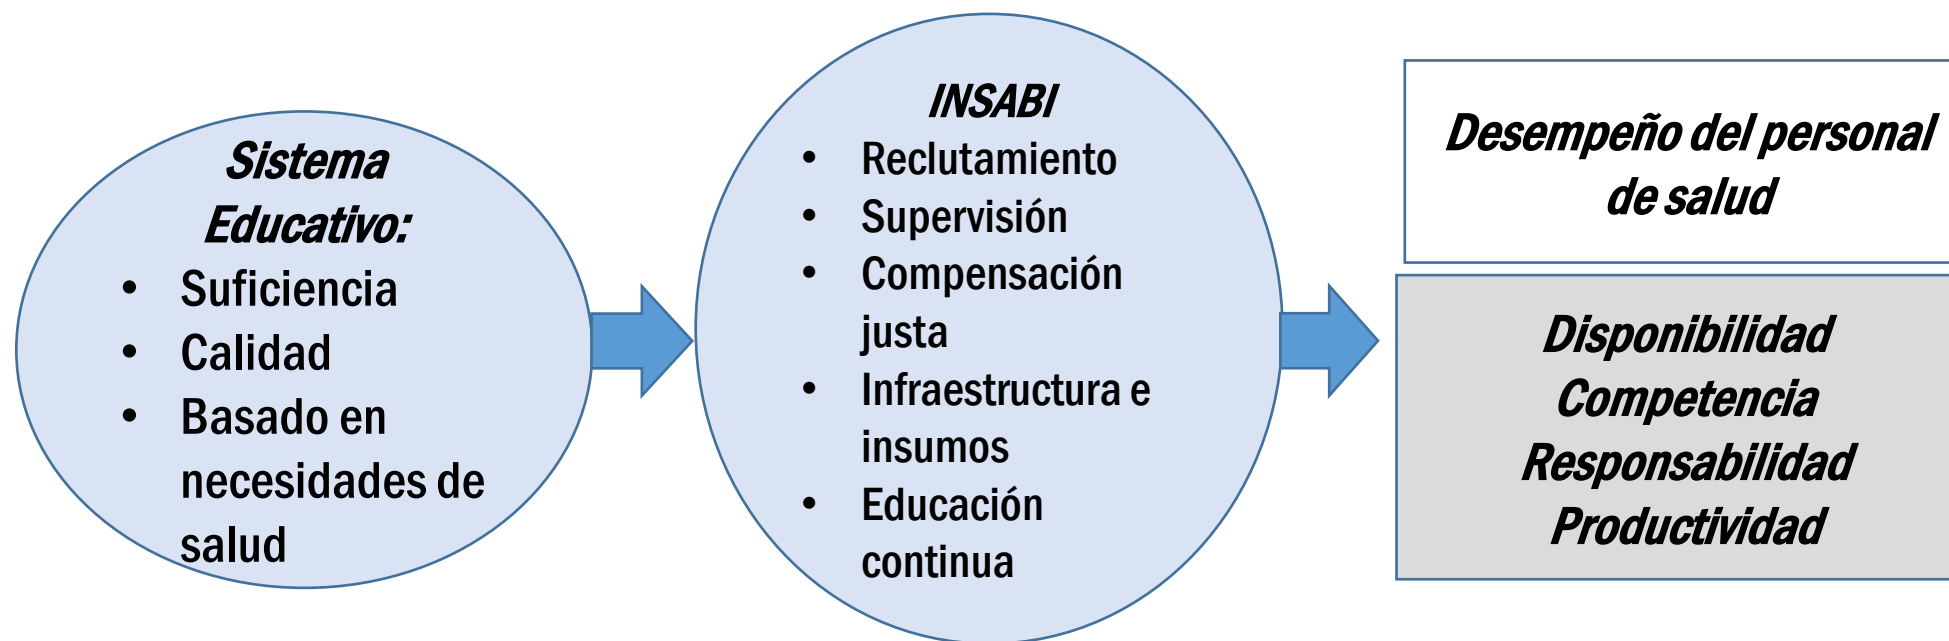 Sistema
Educativo:
• Suficiencia
• Calidad
• Basado en
necesidades de
salud
INSABI
• Reclutamiento
• Supervisión
• Compensación
justa
• Infraestructura e
insumos
• Educación
continua
Desempeño del personal
de salud
Disponibilidad
Competencia
Responsabilidad
Productividad